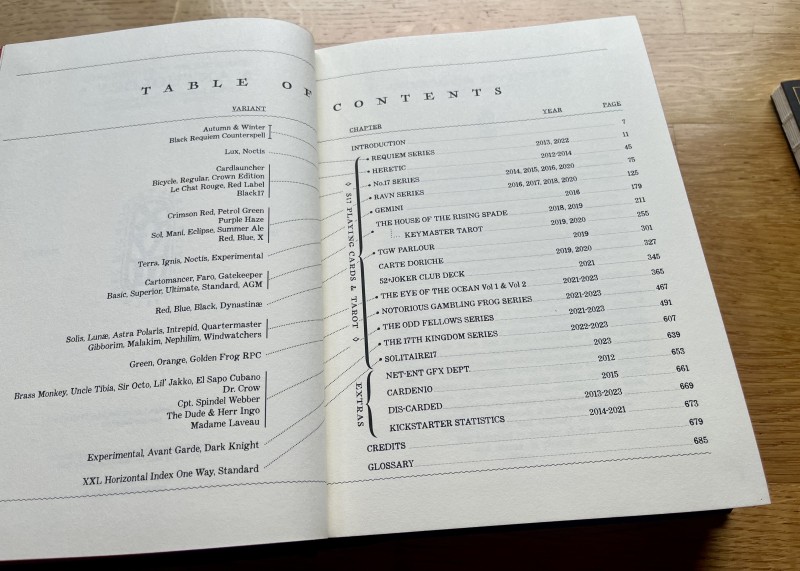 TABLE OF CONTENTS
VARIANT
Autumn & Winter
Black Requiem Counterspell
Lux, Noctis
Cardlauncher
Bicycle, Regular, Crown Edition
Le Chat Rouge, Red Label
Black17
Crimson Red, Petrol Green
Purple Haze
Sol, Mani, Eclipse, Summer Ale
Red, Blue, X
Terra, Ignis, Noctis, Experimental
Cartomancer, Faro, Gatekeeper
Basic, Superior, Ultimate, Standard, AGM
Red, Blue, Black, Dynastinæ
Solis, Lunæ, Astra Polaris, Intrepid, Quartermaster
Gibborim, Malakim, Nephilim, Windwatchers
Green, Orange, Golden Frog RPC
Brass Monkey, Uncle Tibia, Sir Octo, Lil' Jakko, El Sapo Cubano
Dr. Crow
Cpt. Spindel Webber
The Dude & Herr Ingo
Madame Laveau
Experimental, Avant Garde, Dark Knight
XXL Horizontal Index One Way, Standard
CHAPTER YEAR PAGE
INTRODUCTION 7
S17 PLAYING CARDS & TAROT
REQUIEM SERIES 2013, 2022 11
HERETIC 2012-2014 45
No.17 SERIES 2014, 2015, 2016, 2020 75
RAVN SERIES 2016, 2017, 2018, 2020 125
GEMINI 2016 179
THE HOUSE OF THE RISING SPADE 2018, 2019 211
KEYMASTER TAROT 2019, 2020 255
TGW PARLOUR 2019 301
CARTE DORICHE 2019, 2020 327
52+JOKER CLUB DECK 2021 345
THE EYE OF THE OCEAN Vol 1 & Vol 2 2021-2023 365
NOTORIOUS GAMBLING FROG SERIES 2021-2023 467
THE ODD FELLOWS SERIES 2021-2023 491
THE 17TH KINGDOM SERIES 2022-2023 607
SOLITAIRE17 2023 639
EXTRAS
NET-ENT GFX DEPT. 2012 653
CARDEN10 2015 661
DIS-CARDED 2013-2023 669
KICKSTARTER STATISTICS 2014-2021 673
CREDITS 679
GLOSSARY 685